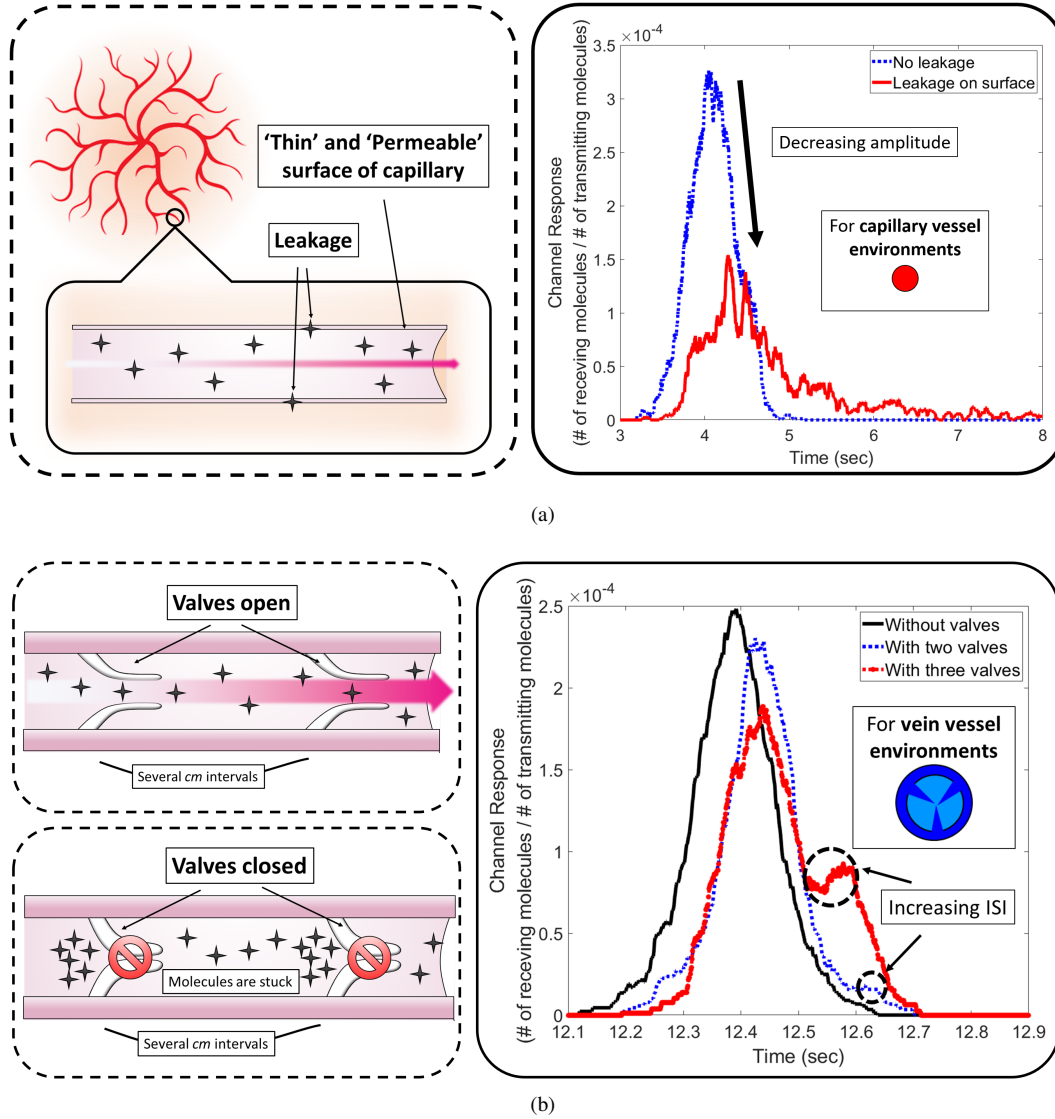 ‘Thin’ and ‘Permeable’
surface of capillary
Leakage
×10⁻⁴
3.5
3
2.5
2
1.5
1
0.5
0
3
4
5
6
7
8
Time (sec)
Channel Response
(# of receving molecules / # of transmitting molecules)
No leakage
Leakage on surface
Decreasing amplitude
For capillary vessel
environments
(a)
Valves open
Several cm intervals
Valves closed
Molecules are stuck
Several cm intervals
×10⁻⁴
2.5
2
1.5
1
0.5
0
12.1
12.2
12.3
12.4
12.5
12.6
12.7
12.8
12.9
Time (sec)
Channel Response
(# of receving molecules / # of transmitting molecules)
Without valves
With two valves
With three valves
For vein vessel
environments
Increasing ISI
(b)